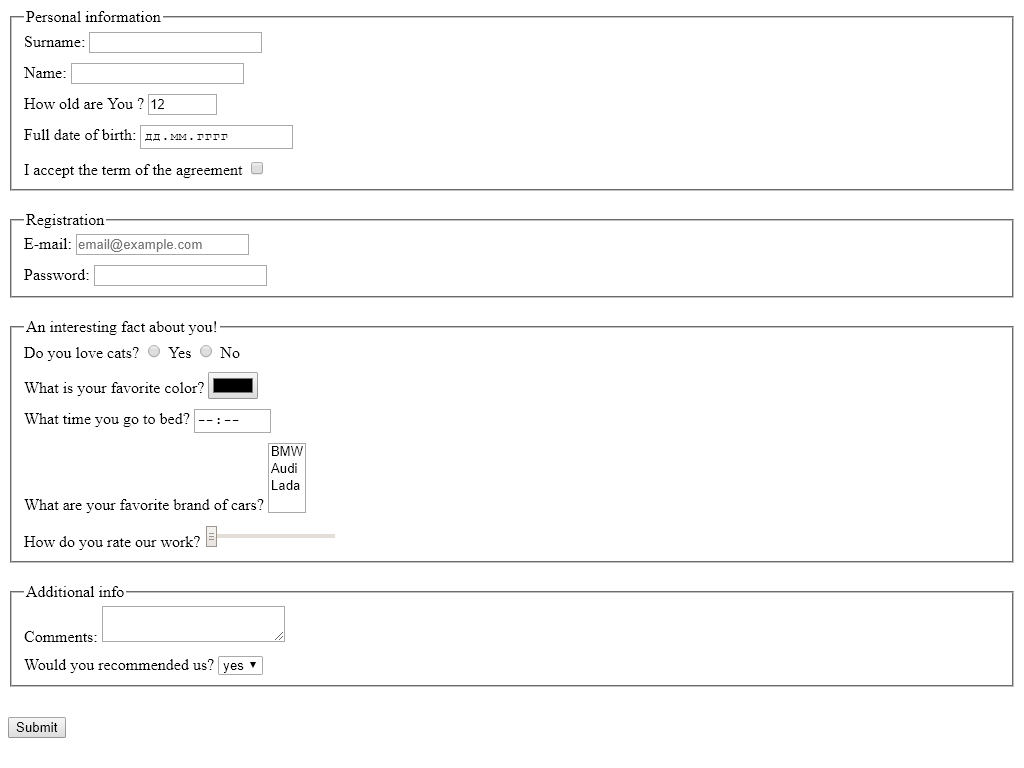 Personal information
Surname:
Name:
How old are You ? 12
Full date of birth: дд.мм.гггг
I accept the term of the agreement
Registration
E-mail: email@example.com
Password:
An interesting fact about you!
Do you love cats? Yes No
What is your favorite color?
What time you go to bed? --:--
BMW
Audi
Lada
What are your favorite brand of cars?
How do you rate our work?
Additional info
Comments:
Would you recommended us? yes
Submit